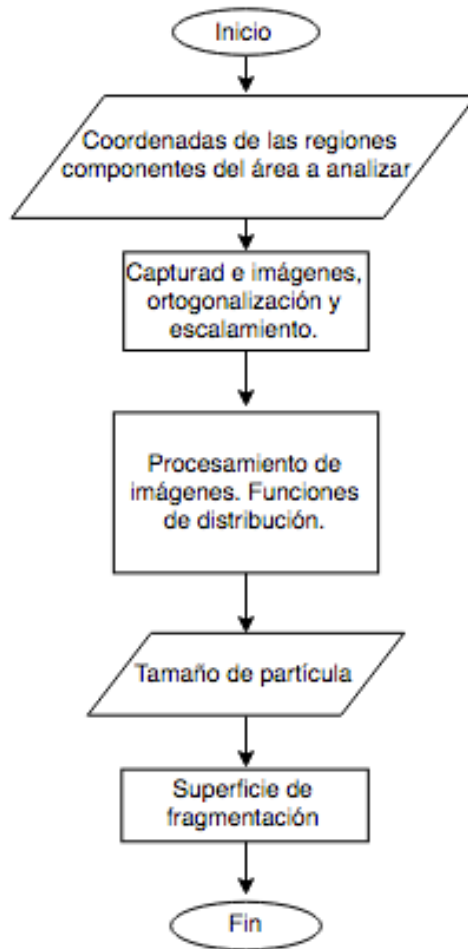 Inicio
Coordenadas de las regiones
componentes del área a analizar
Capturad e imágenes,
ortogonalización y
escalamiento.
Procesamiento de
imágenes. Funciones
de distribución.
Tamaño de partícula
Superficie de
fragmentación
Fin